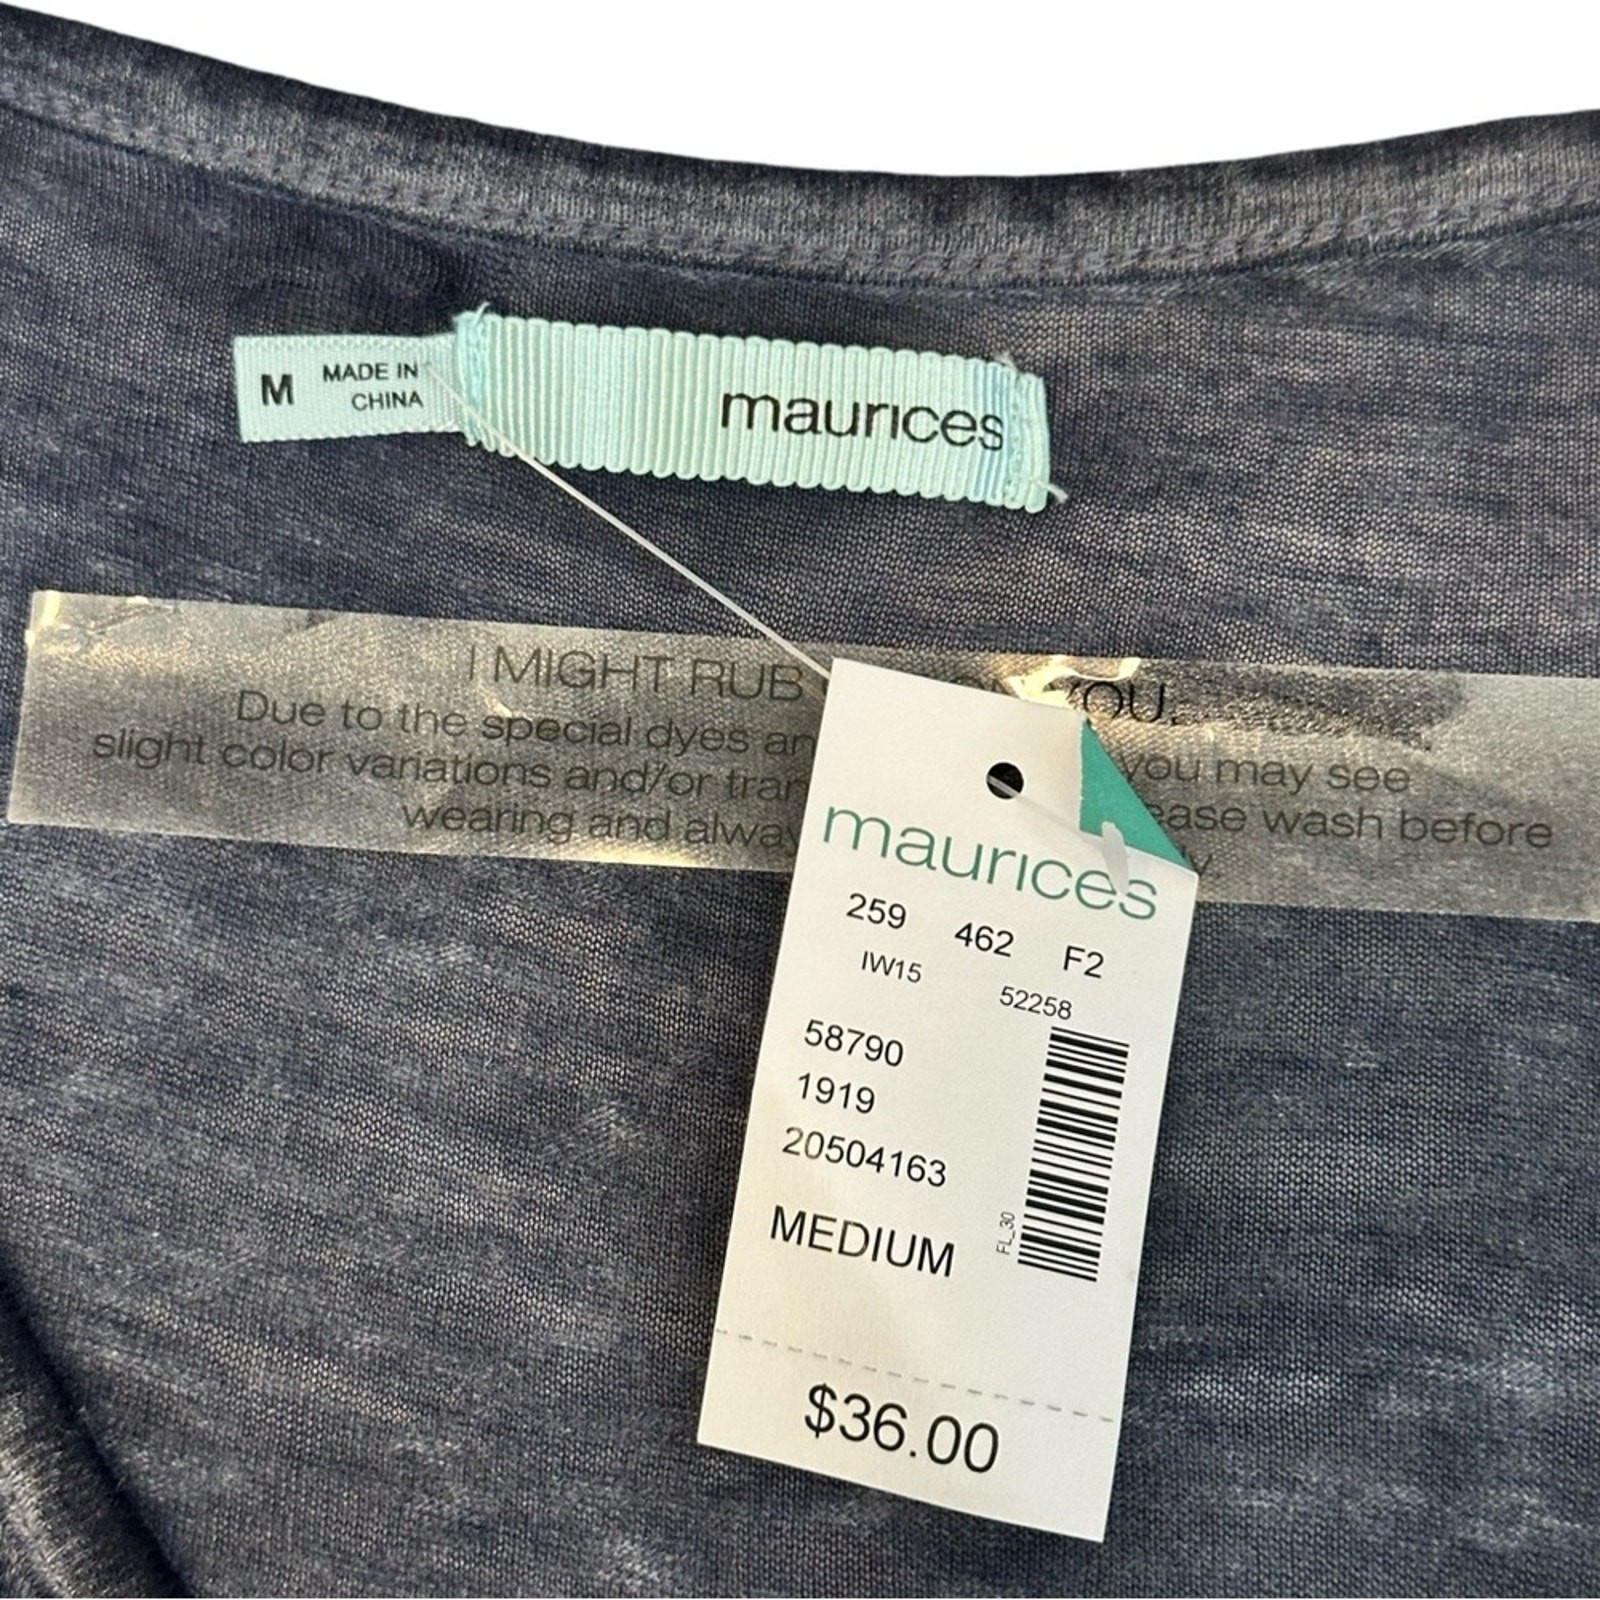 M MADE IN
CHINA
maurices
I MIGHT RUB YOU.
Due to the special dyes you may see
slight color variations and/or wash before
wearing and
maurices
259 462 F2
IW15 52258
58790
1919
20504163
MEDIUM
FL_30
$36.00